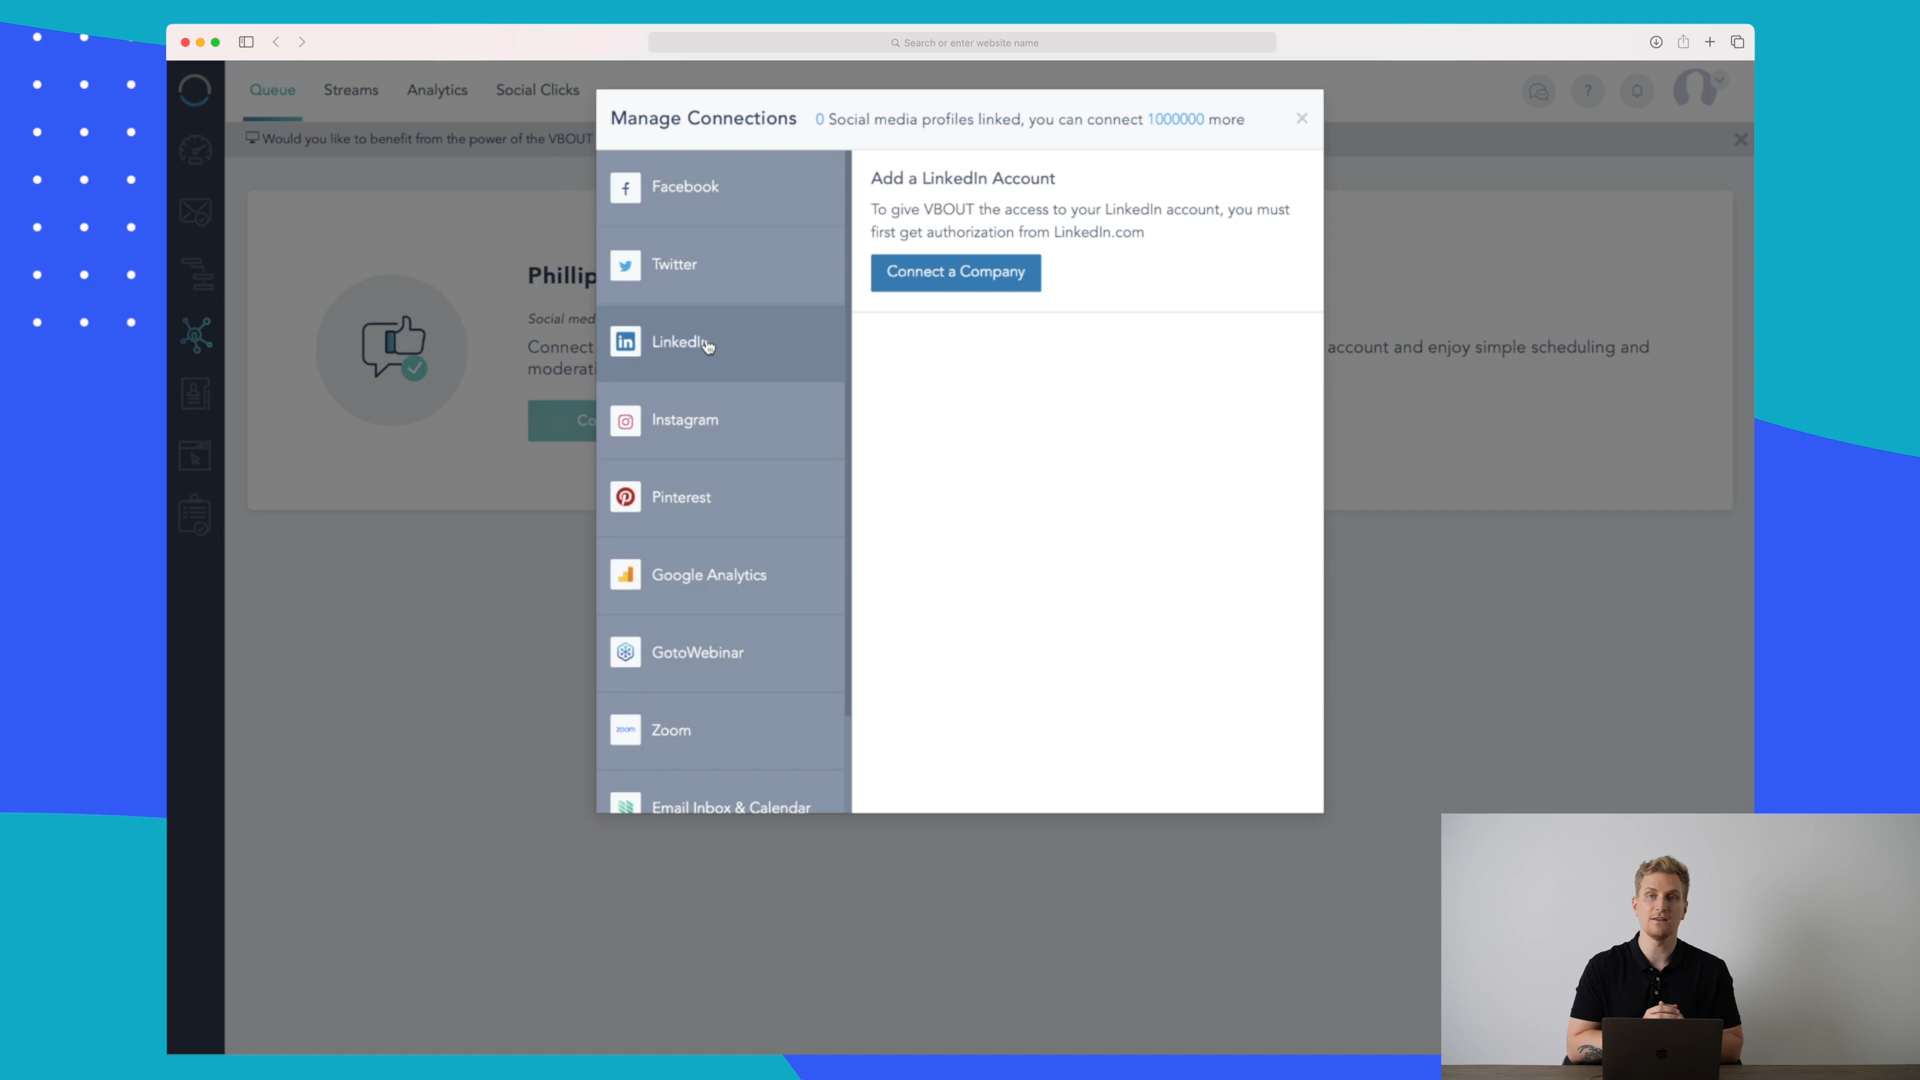 Search or enter website name
Queue
Streams
Analytics
Social Clicks
?
Would you like to benefit from the power of the VBOUT
Manage Connections
0 Social media profiles linked, you can connect 1000000 more
Facebook
Twitter
LinkedIn
Instagram
Pinterest
Google Analytics
GotoWebinar
zoom
Zoom
Email Inbox & Calendar
Add a LinkedIn Account
To give VBOUT the access to your LinkedIn account, you must
first get authorization from LinkedIn.com
Connect a Company
Phillip
Social med
Connect
account and enjoy simple scheduling and
moderati
Co